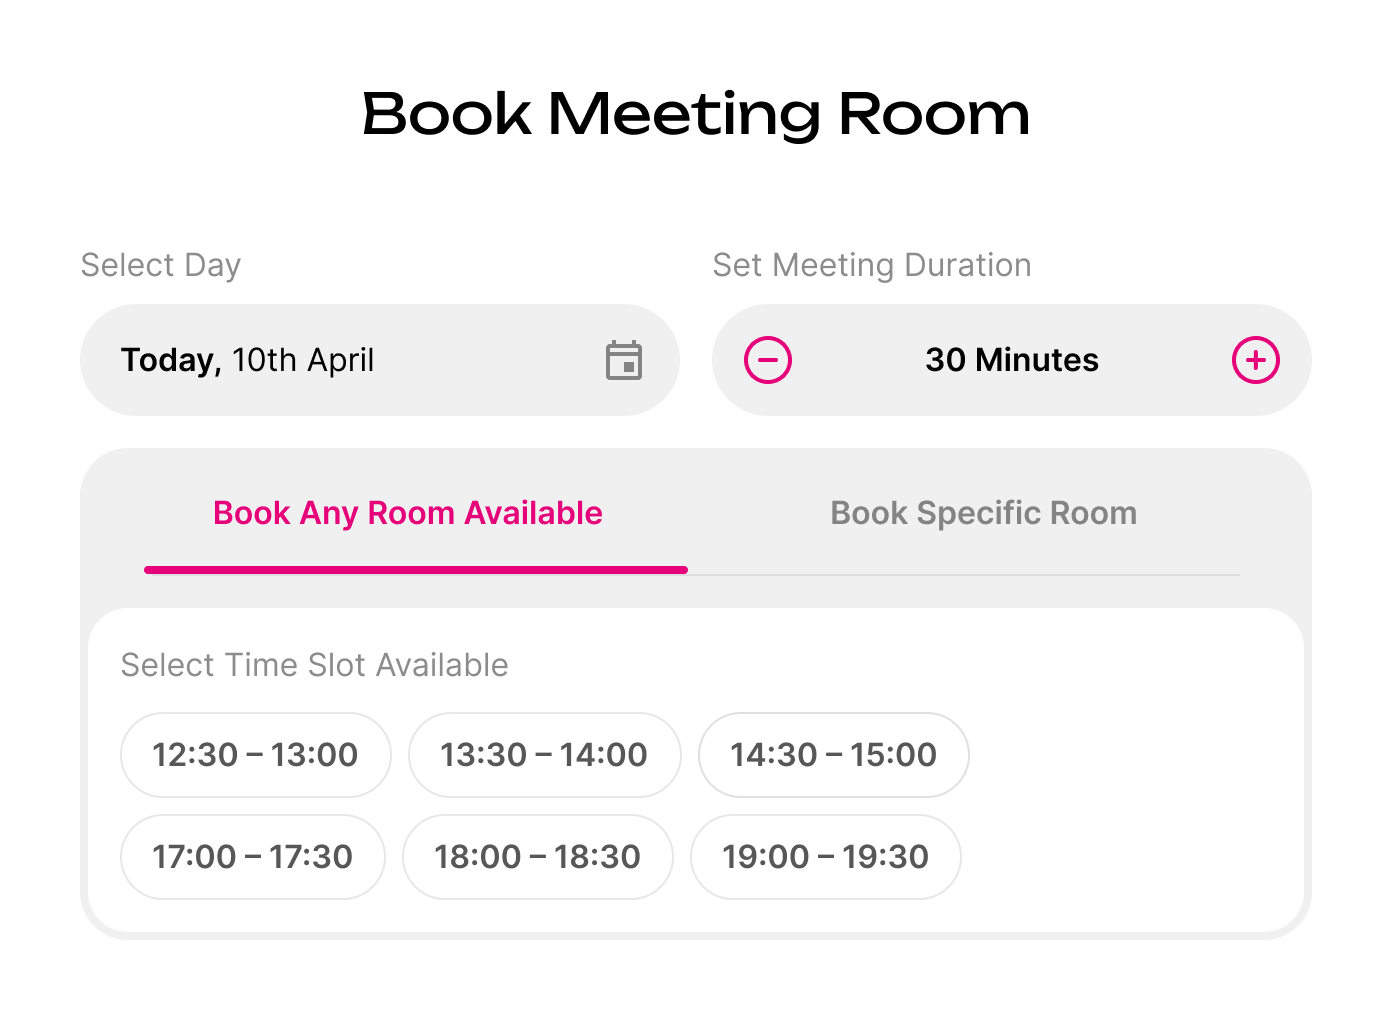 Book Meeting Room
Select Day
Set Meeting Duration
Today, 10th April
30 Minutes
Book Any Room Available
Book Specific Room
Select Time Slot Available
12:30 – 13:00
13:30 – 14:00
14:30 – 15:00
17:00 – 17:30
18:00 – 18:30
19:00 – 19:30